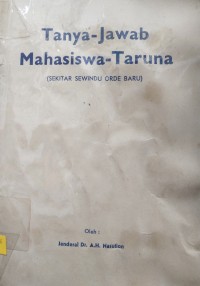 Tanya-Jawab
Mahasiswa-Taruna
(SEKITAR SEWINDU ORDE BARU)
Oleh :
Jenderal Dr. A.H. Nasution